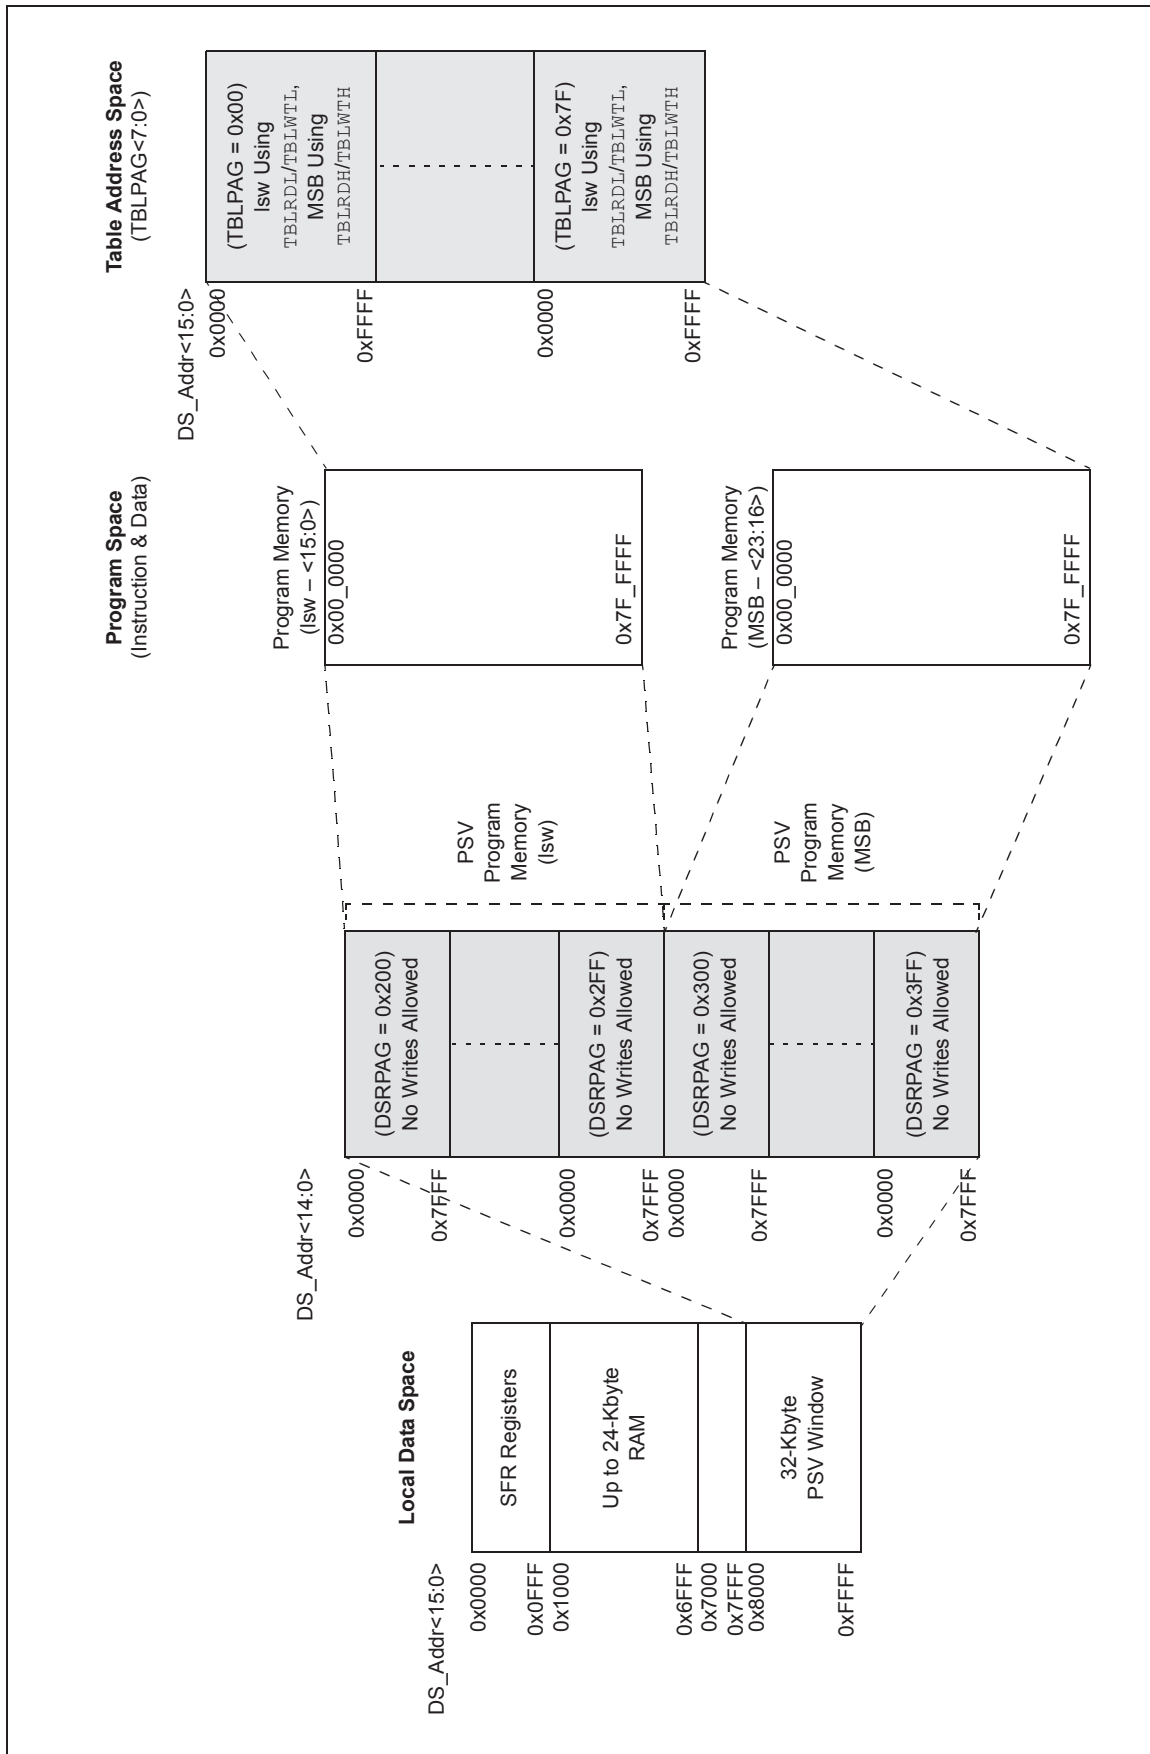 Local Data Space
DS_Addr<15:0>
0x0000
SFR Registers
0x0FFF
0x1000
Up to 24-Kbyte
RAM
0x6FFF
0x7000
0x7FFF
0x8000
32-Kbyte
PSV Window
0xFFFF
DS_Addr<14:0>
0x0000
(DSRPAG = 0x200)
No Writes Allowed
0x7FFF
0x0000
(DSRPAG = 0x2FF)
No Writes Allowed
0x7FFF
0x0000
(DSRPAG = 0x300)
No Writes Allowed
0x7FFF
0x0000
(DSRPAG = 0x3FF)
No Writes Allowed
0x7FFF
PSV
Program
Memory
(lsw)
PSV
Program
Memory
(MSB)
Program Space
(Instruction & Data)
Program Memory
(lsw – <15:0>)
0x00_0000
0x7F_FFFF
Program Memory
(MSB – <23:16>)
0x00_0000
0x7F_FFFF
Table Address Space
(TBLPAG<7:0>)
DS_Addr<15:0>
0x0000
(TBLPAG = 0x00)
lsw Using
TBLRDL/TBLWTL,
MSB Using
TBLRDH/TBLWTH
0xFFFF
0x0000
(TBLPAG = 0x7F)
lsw Using
TBLRDL/TBLWTL,
MSB Using
TBLRDH/TBLWTH
0xFFFF